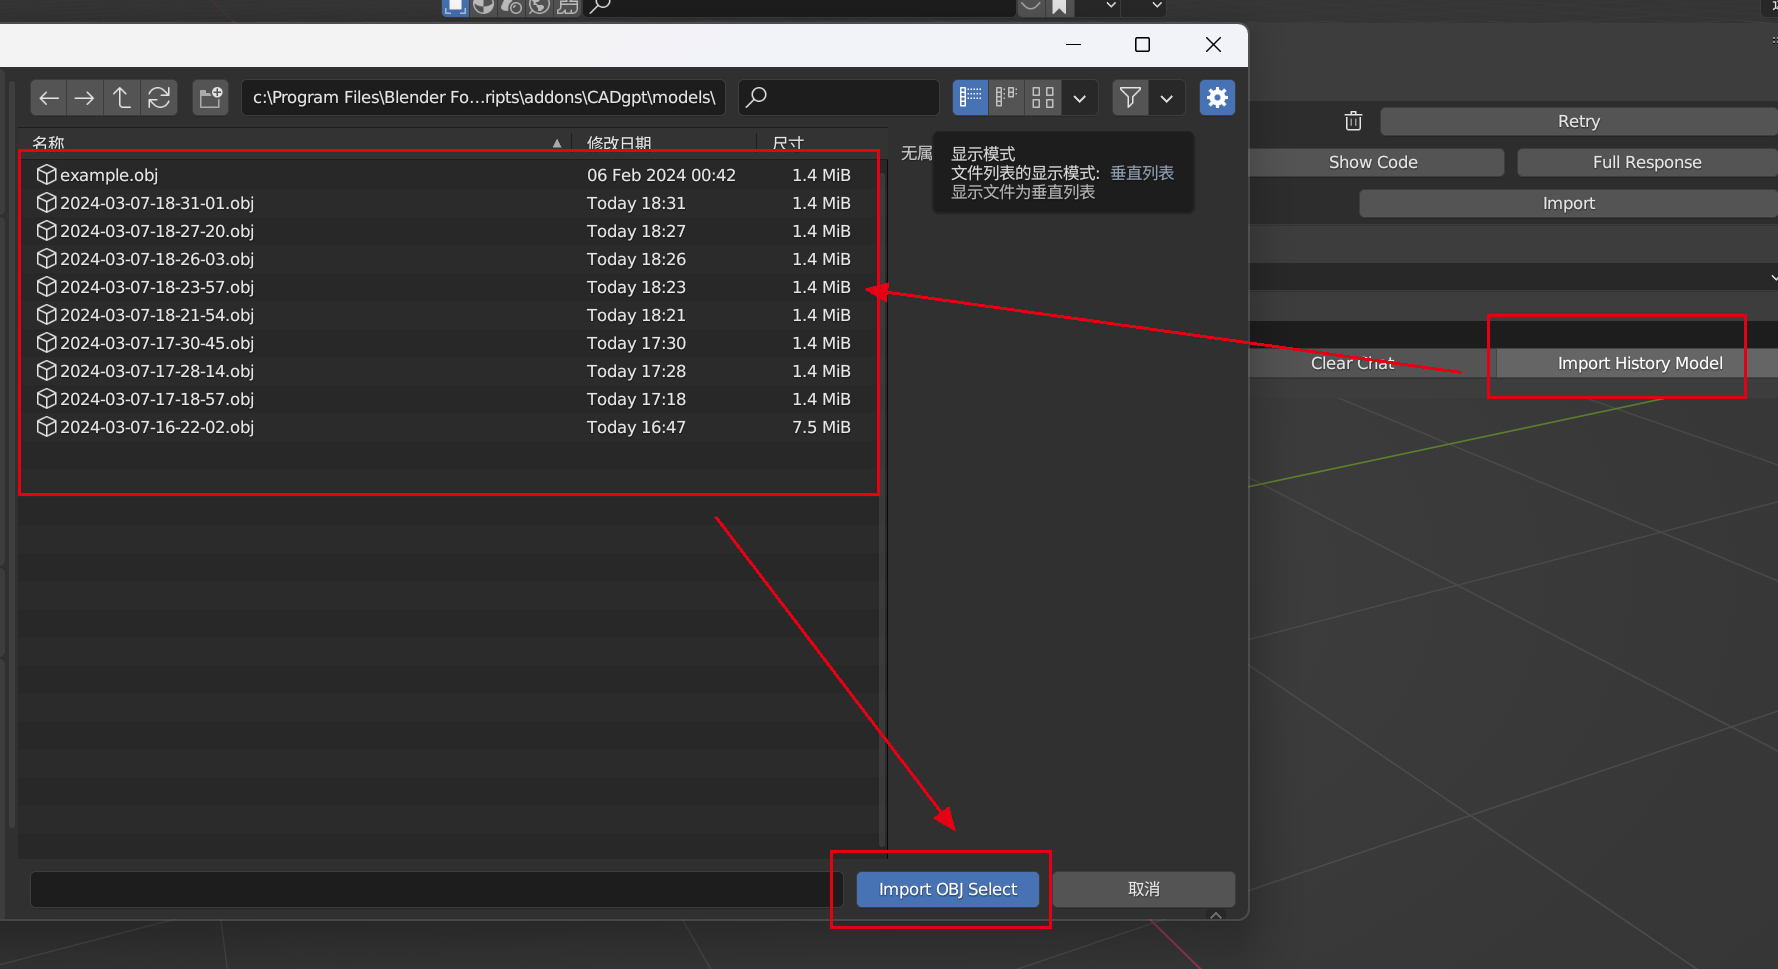 c:\Program Files\Blender Fo...ripts\addons\CADgpt\models\
名称 修改日期 尺寸
example.obj 06 Feb 2024 00:42 1.4 MiB
2024-03-07-18-31-01.obj Today 18:31 1.4 MiB
2024-03-07-18-27-20.obj Today 18:27 1.4 MiB
2024-03-07-18-26-03.obj Today 18:26 1.4 MiB
2024-03-07-18-23-57.obj Today 18:23 1.4 MiB
2024-03-07-18-21-54.obj Today 18:21 1.4 MiB
2024-03-07-17-30-45.obj Today 17:30 1.4 MiB
2024-03-07-17-28-14.obj Today 17:28 1.4 MiB
2024-03-07-17-18-57.obj Today 17:18 1.4 MiB
2024-03-07-16-22-02.obj Today 16:47 7.5 MiB
无属
显示模式
文件列表的显示模式: 垂直列表
显示文件为垂直列表
Import OBJ Select 取消
Retry
Show Code Full Response
Import
Clear Chat Import History Model